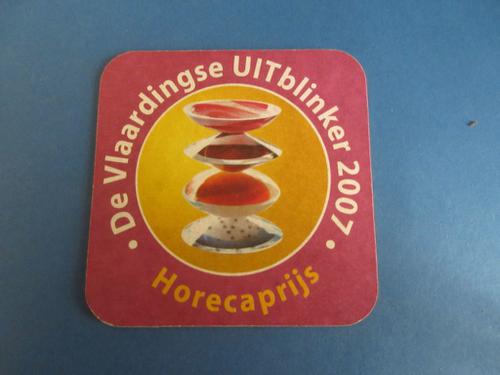 • De Vlaardingse UITblinker 2007 •
Horecaprijs